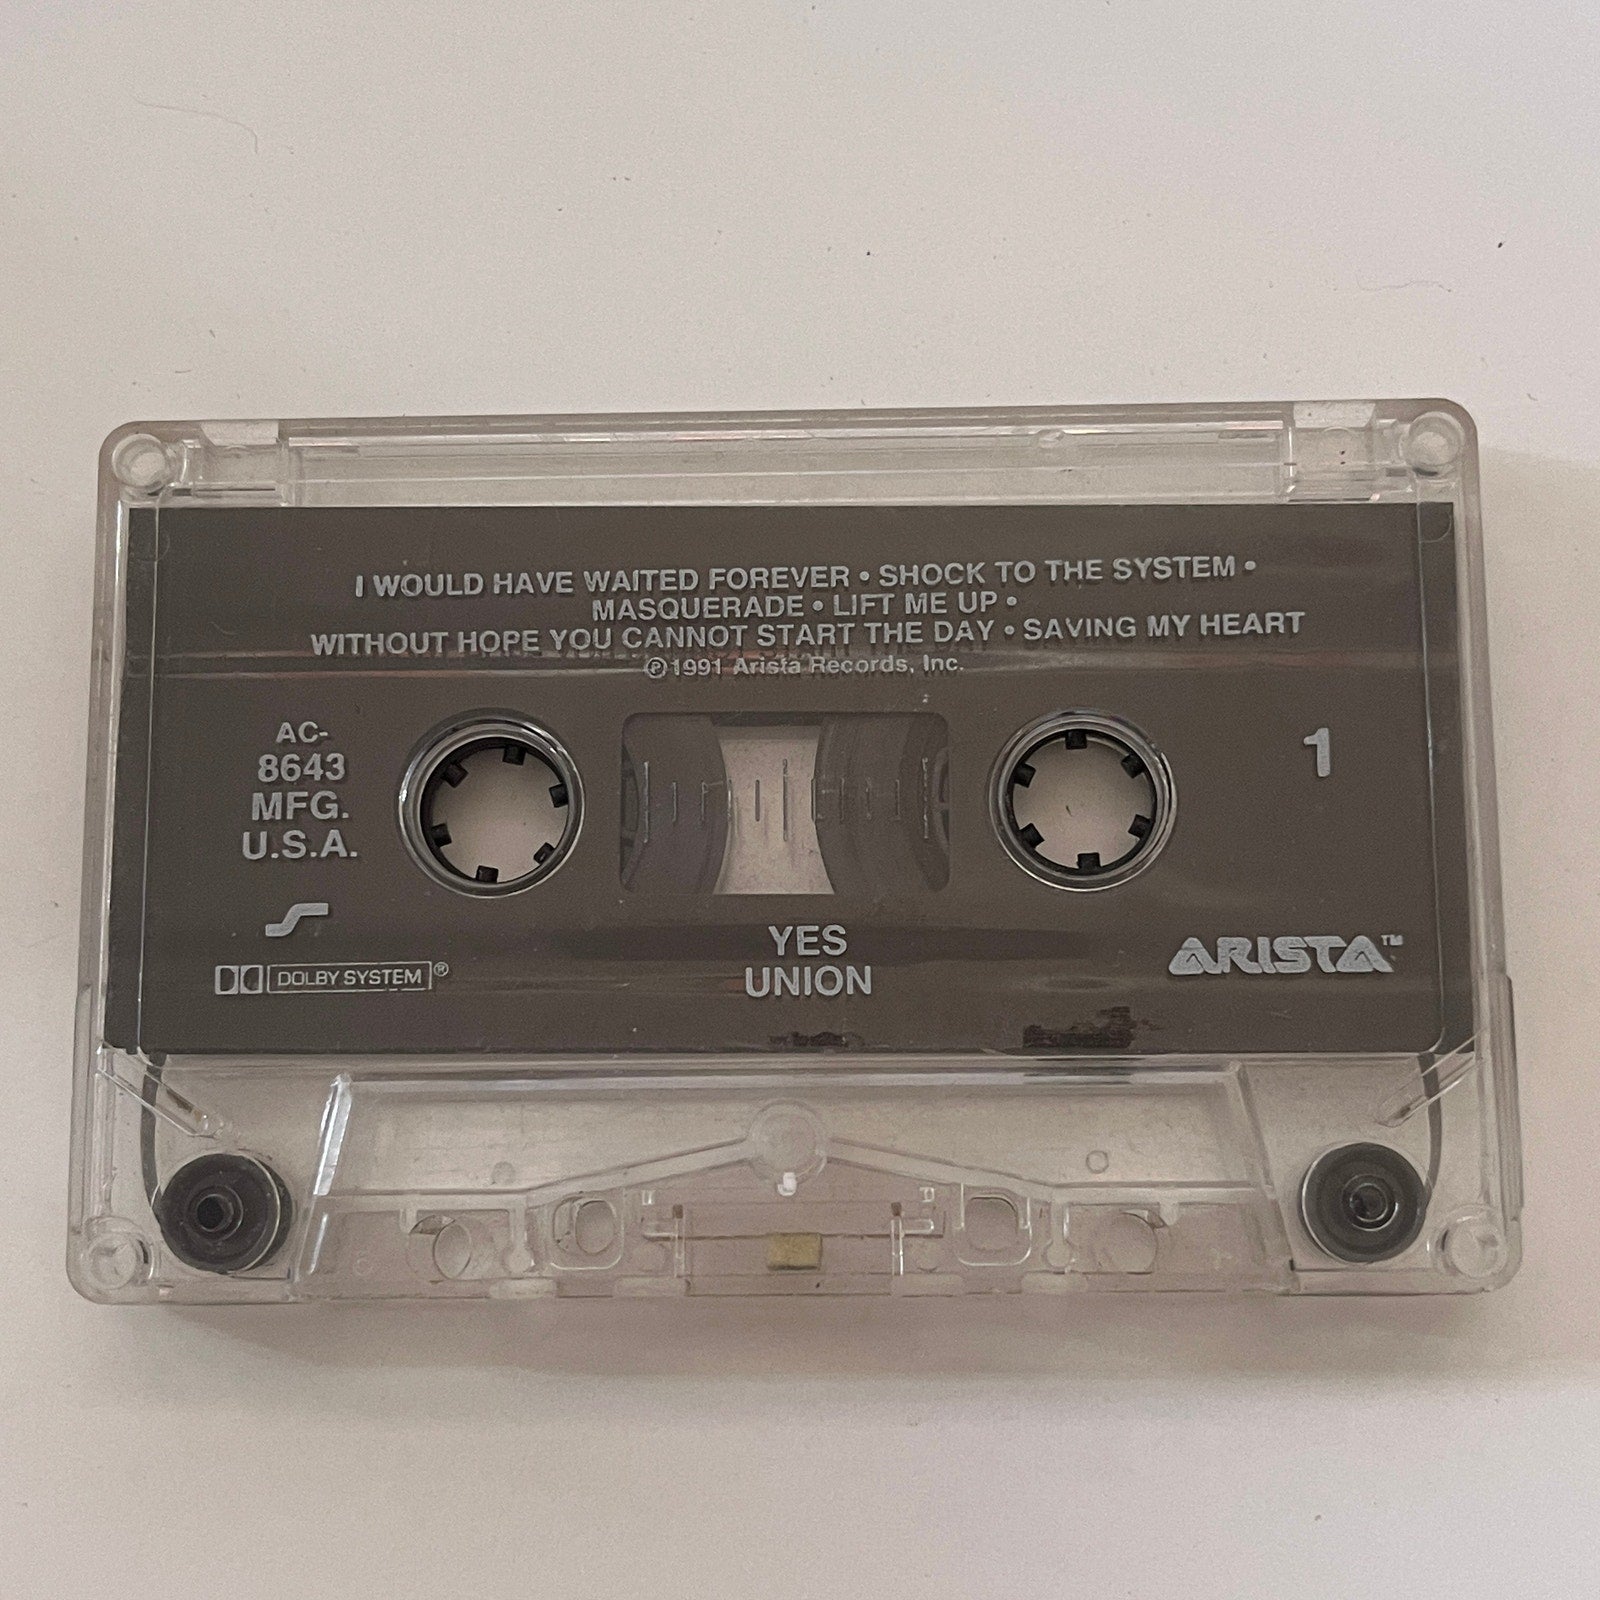 I WOULD HAVE WAITED FOREVER • SHOCK TO THE SYSTEM •
MASQUERADE • LIFT ME UP •
WITHOUT HOPE YOU CANNOT START THE DAY • SAVING MY HEART
℗1991 Arista Records, Inc.
AC-
8643
MFG.
U.S.A.
1
DOLBY SYSTEM®
YES
UNION
ARISTA™